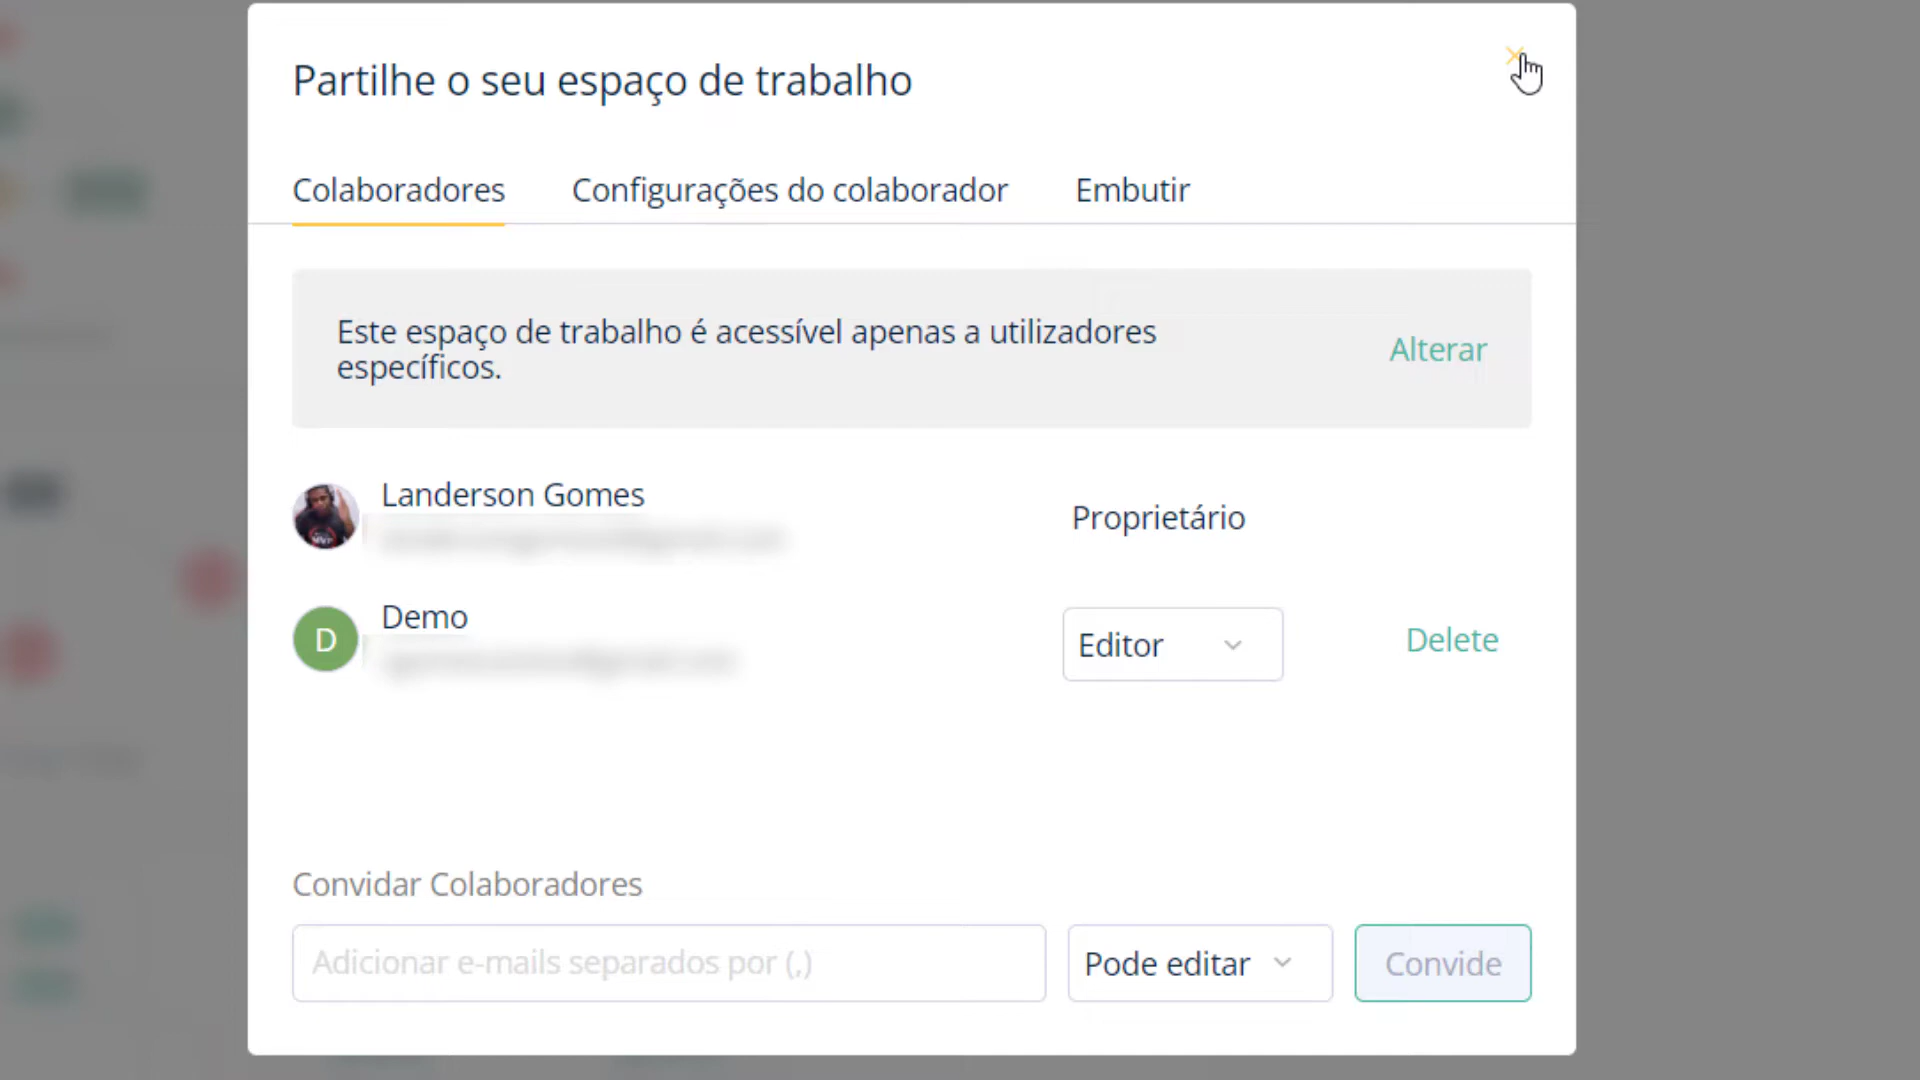 Partilhe o seu espaço de trabalho
Colaboradores
Configurações do colaborador
Embutir
Este espaço de trabalho é acessível apenas a utilizadores
específicos.
Alterar
Landerson Gomes
Proprietário
D
Demo
Editor
Delete
Convidar Colaboradores
Adicionar e-mails separados por (,)
Pode editar
Convide